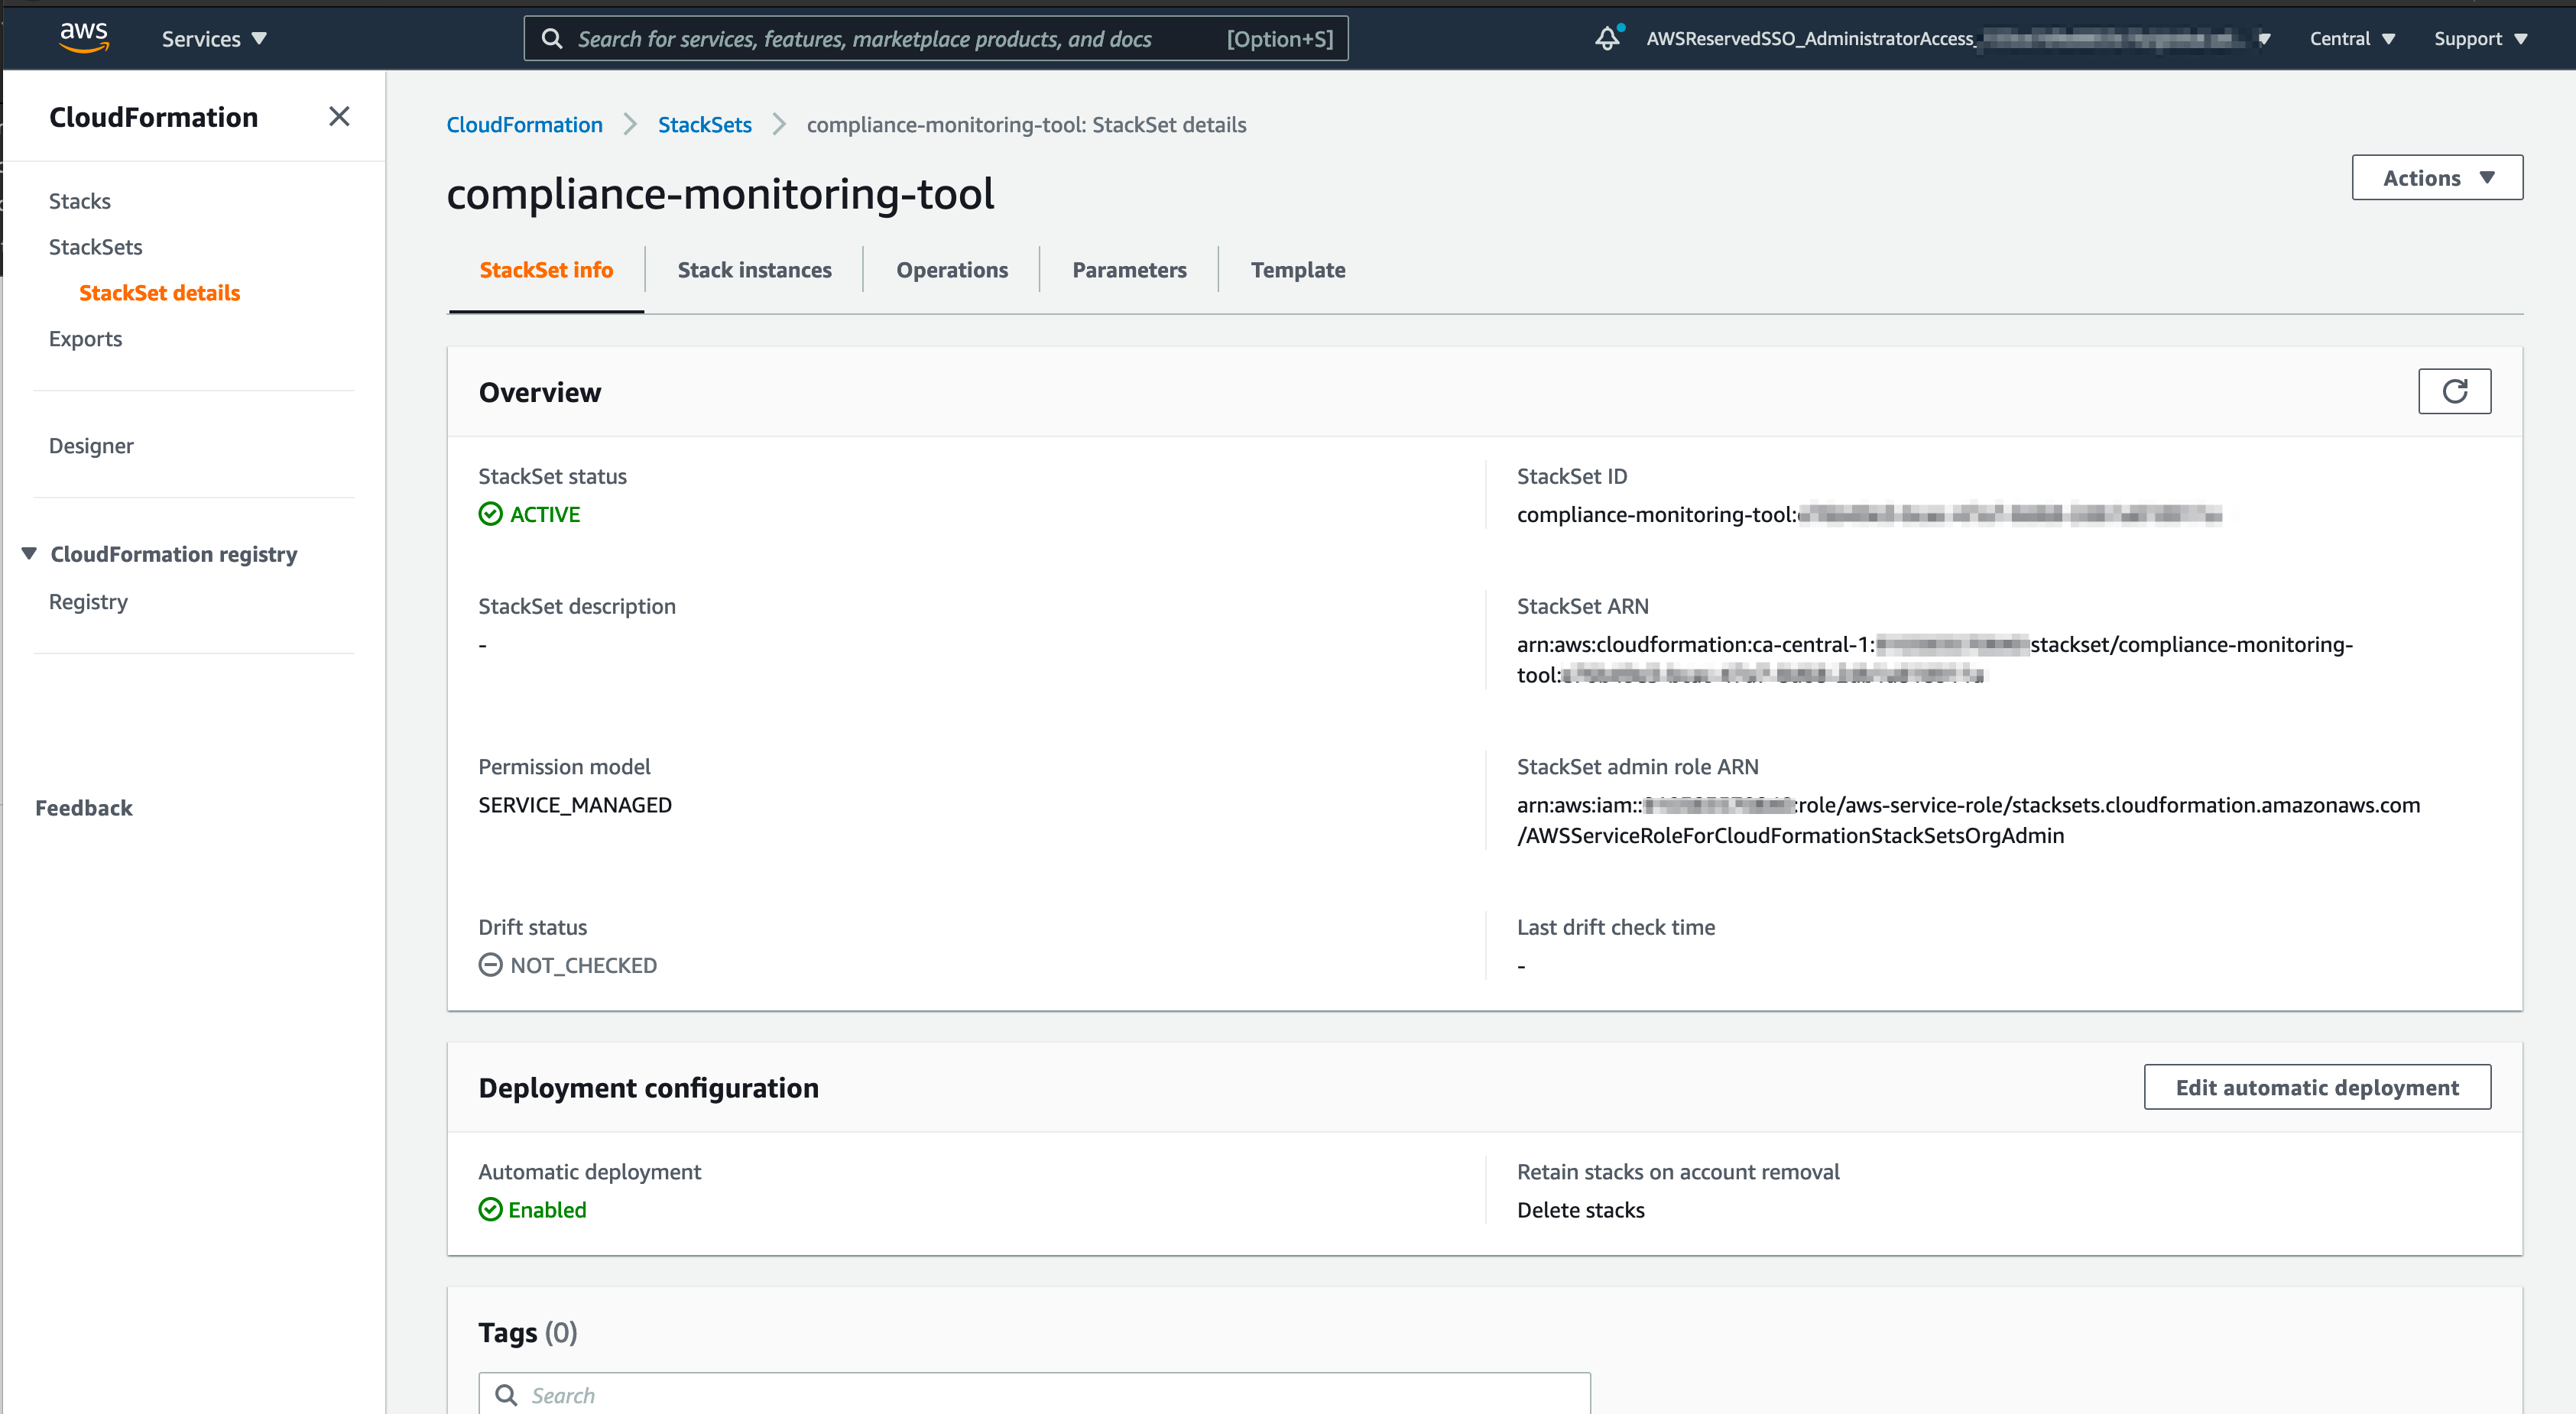 aws
Services
Search for services, features, marketplace products, and docs [Option+S]
AWSReservedSSO_AdministratorAccess_
Central
Support
CloudFormation
Stacks
StackSets
StackSet details
Exports
Designer
CloudFormation registry
Registry
Feedback
CloudFormation
StackSets
compliance-monitoring-tool: StackSet details
compliance-monitoring-tool
Actions
StackSet info
Stack instances
Operations
Parameters
Template
Overview
StackSet status
ACTIVE
StackSet ID
compliance-monitoring-tool:
StackSet description
-
StackSet ARN
arn:aws:cloudformation:ca-central-1: stackset/compliance-monitoring-
tool:
Permission model
SERVICE_MANAGED
StackSet admin role ARN
arn:aws:iam:: :role/aws-service-role/stacksets.cloudformation.amazonaws.com
/AWSServiceRoleForCloudFormationStackSetsOrgAdmin
Drift status
NOT_CHECKED
Last drift check time
-
Deployment configuration
Edit automatic deployment
Automatic deployment
Enabled
Retain stacks on account removal
Delete stacks
Tags (0)
Search